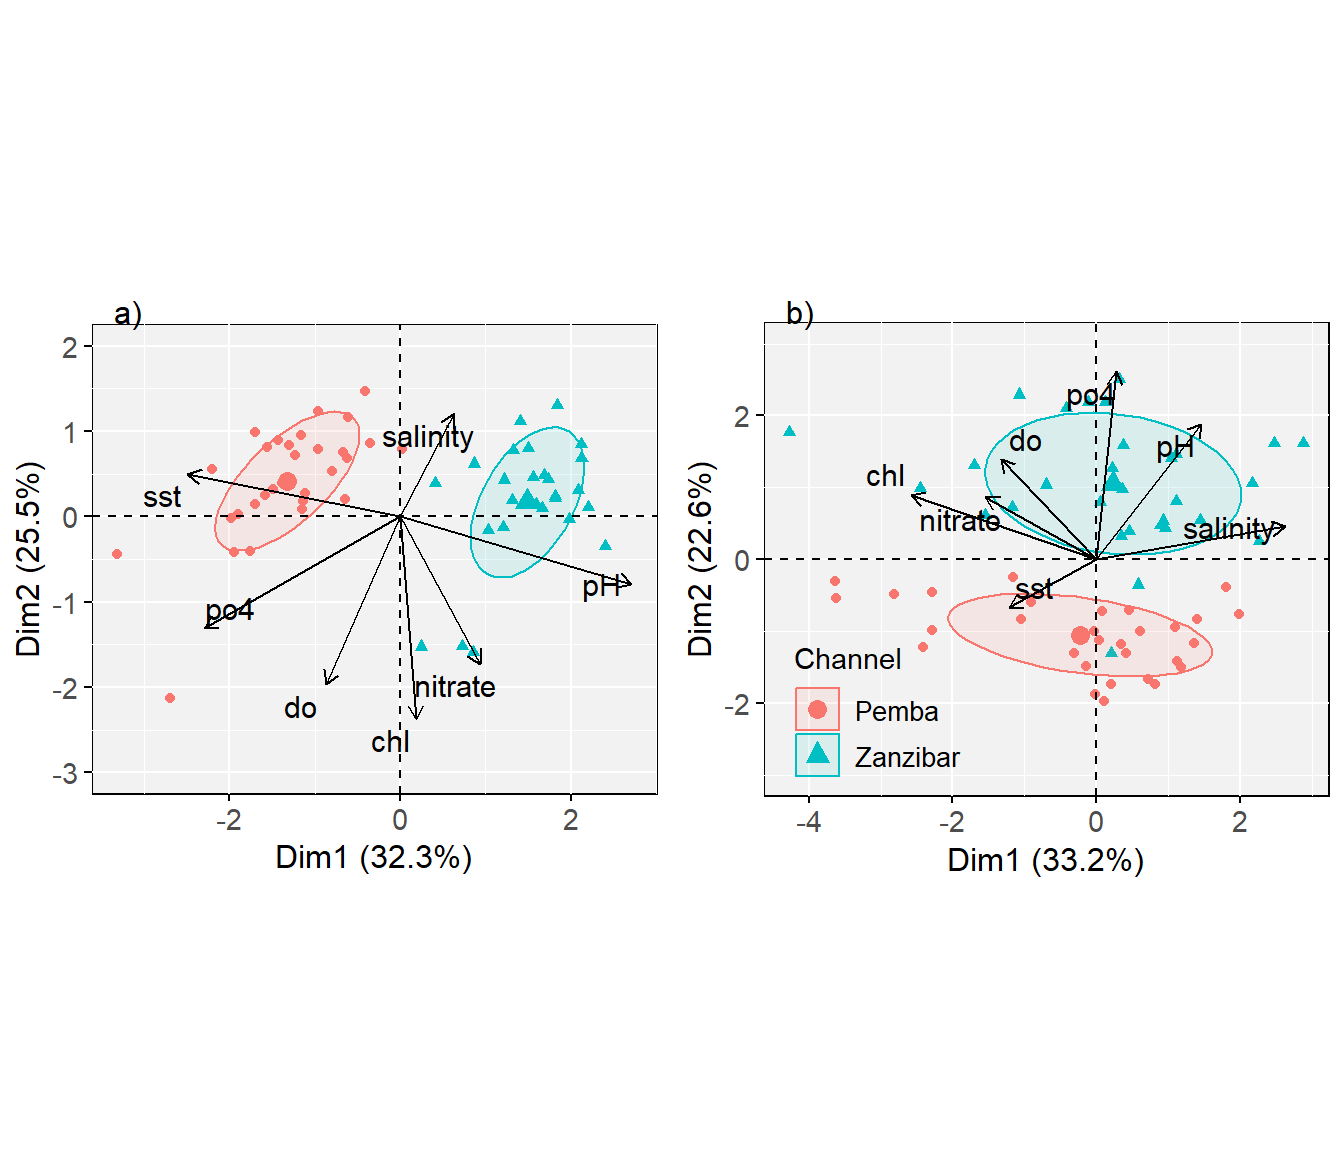 a)
2
1
0
-1
-2
-3
Dim2 (25.5%)
salinity
sst
pH
po4
nitrate
do
chl
-2
0
2
Dim1 (32.3%)
b)
2
0
-2
Dim2 (22.6%)
po4
do
pH
chl
nitrate
salinity
sst
Channel
Pemba
Zanzibar
-4
-2
0
2
Dim1 (33.2%)